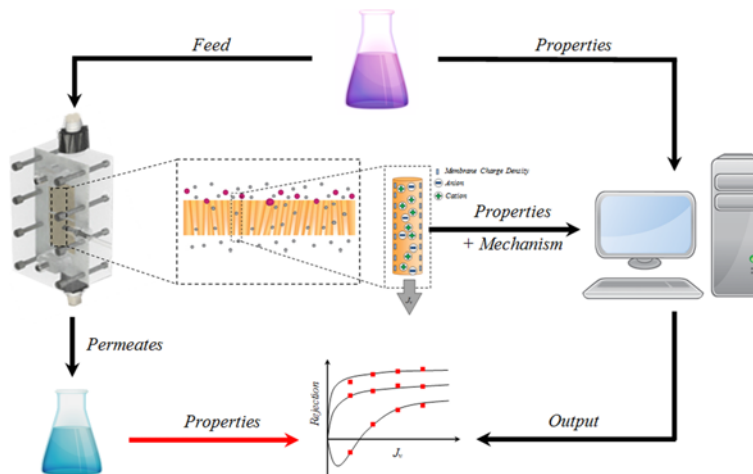 Feed
Properties
Membrane Charge Density
Anion
Cation
Properties
+ Mechanism
Permeates
Properties
Rejection
Jv
Output